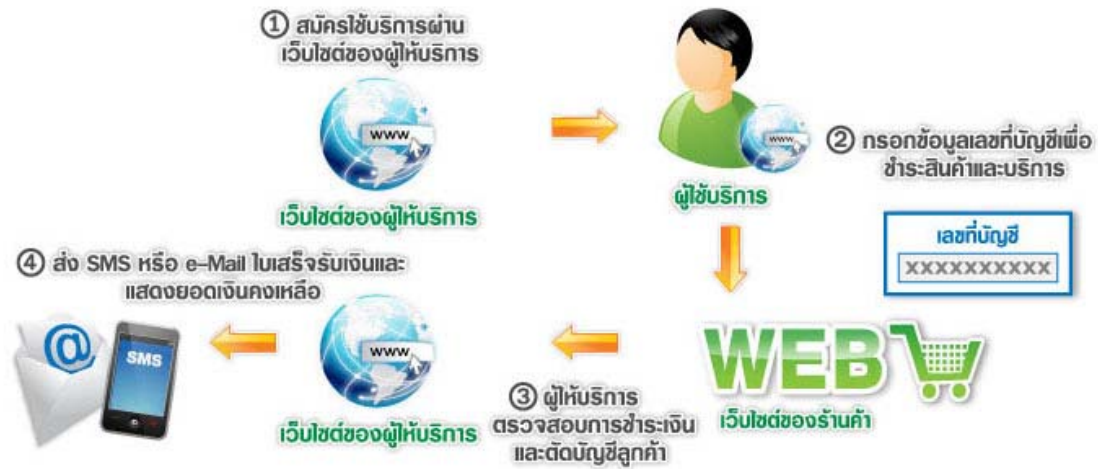 ① สมัครใช้บริการผ่าน
เว็บไซต์ของผู้ให้บริการ
www
เว็บไซต์ของผู้ให้บริการ
www
ผู้ใช้บริการ
② กรอกข้อมูลเลขที่บัญชีเพื่อ
ชำระสินค้าและบริการ
เลขที่บัญชี
XXXXXXXXXX
WEB
เว็บไซต์ของร้านค้า
③ ผู้ให้บริการ
ตรวจสอบการชำระเงิน
และตัดบัญชีลูกค้า
www
เว็บไซต์ของผู้ให้บริการ
④ ส่ง SMS หรือ e-Mail ใบเสร็จรับเงินและ
แสดงยอดเงินคงเหลือ
@
SMS